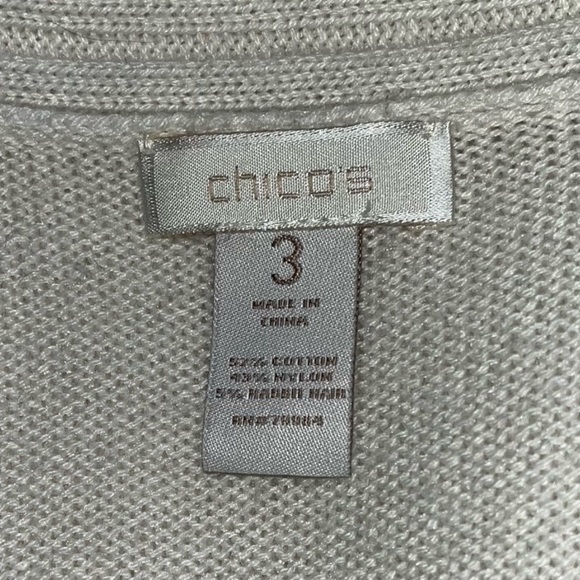 chico's
3
MADE IN
CHINA
52% COTTON
43% NYLON
5% RABBIT HAIR